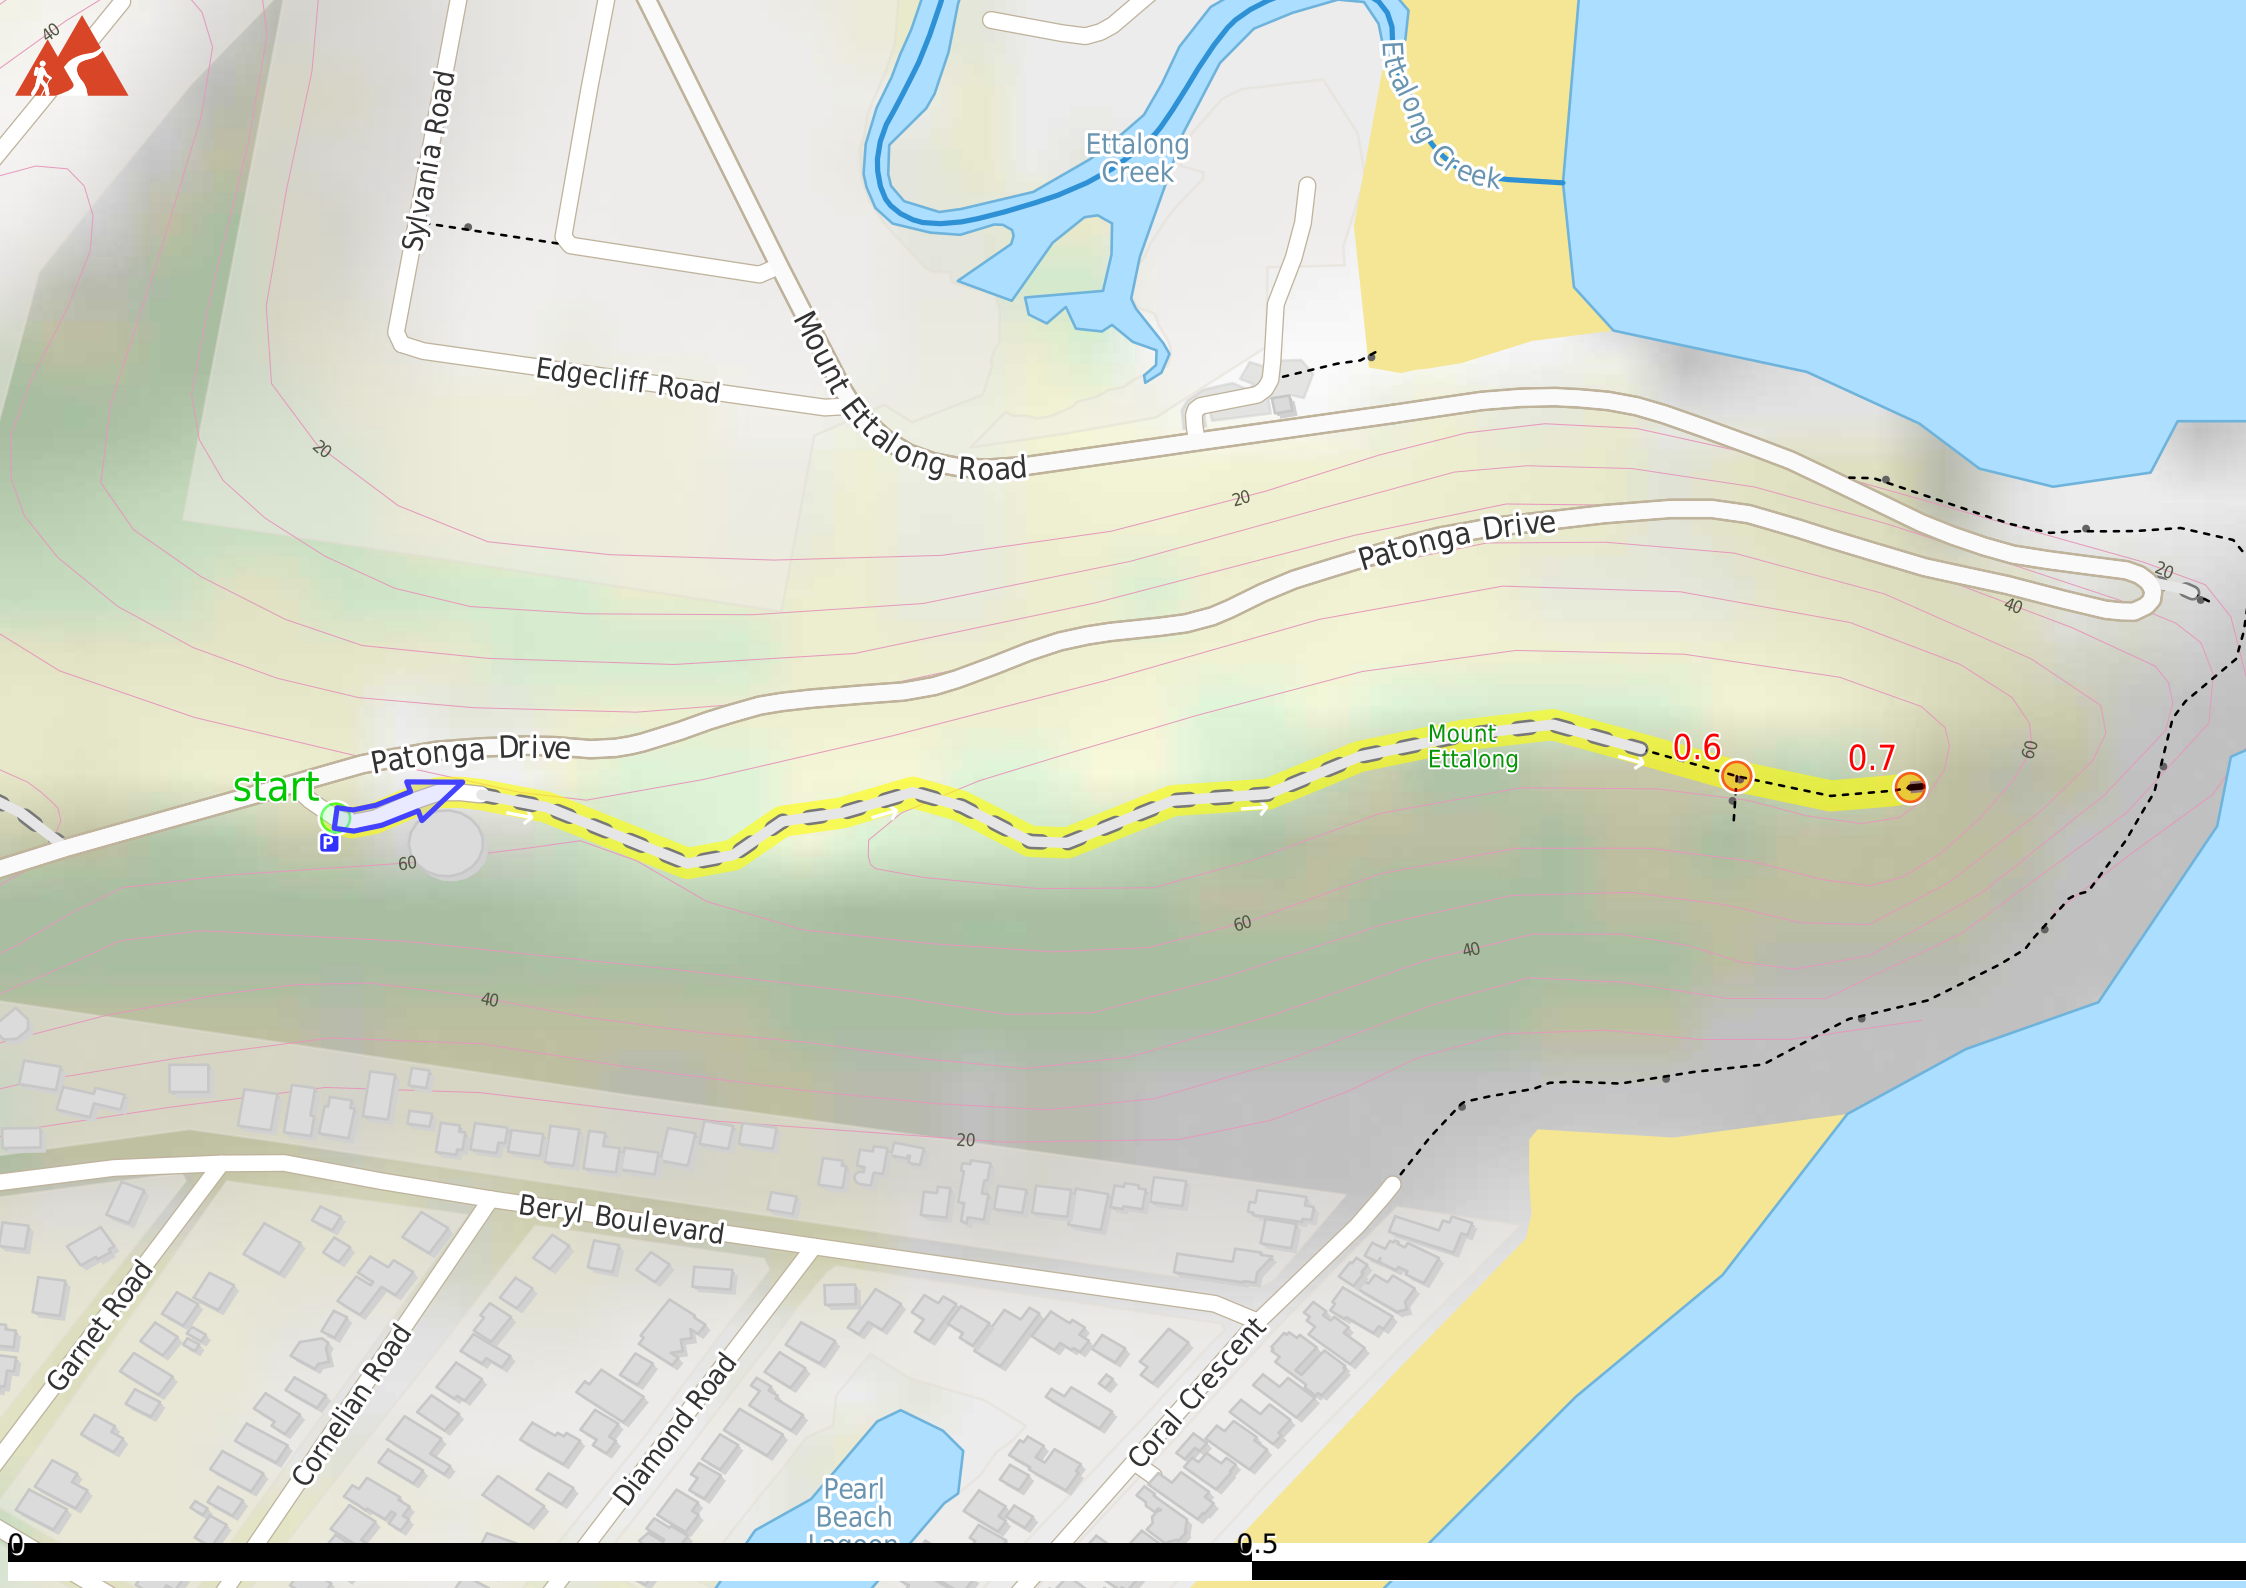 40
Sylvania Road
Ettalong Creek
Ettalong
Creek
Mount Ettalong Road
Edgecliff Road
20
20
Patonga Drive
20
40
Patonga Drive
start
P
Mount
Ettalong
0.6
0.7
60
60
60
40
40
20
Beryl Boulevard
Garnet Road
Cornelian Road
Diamond Road
Coral Crescent
Pearl
Beach
Lagoon
0
0.5